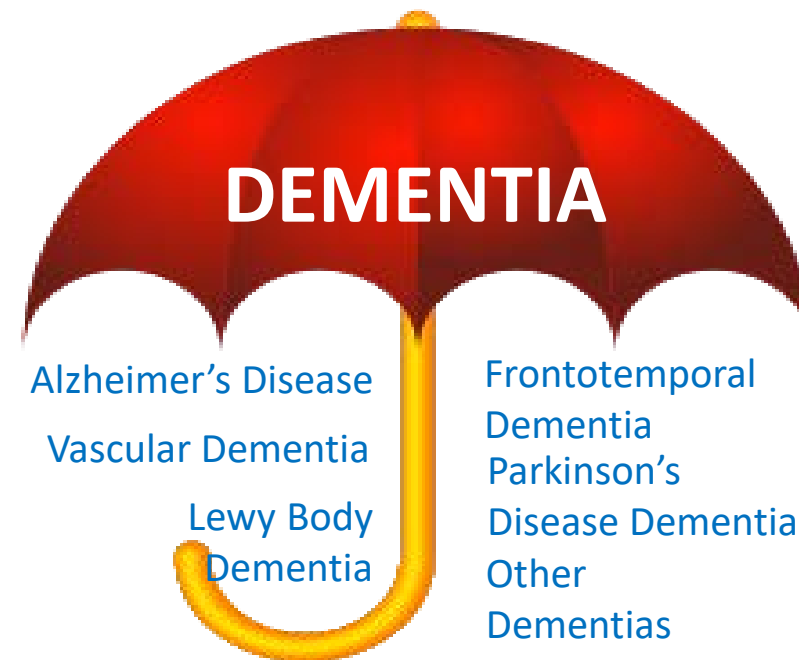 DEMENTIA
Alzheimer’s Disease
Vascular Dementia
Lewy Body
Dementia
Frontotemporal
Dementia
Parkinson’s
Disease Dementia
Other
Dementias